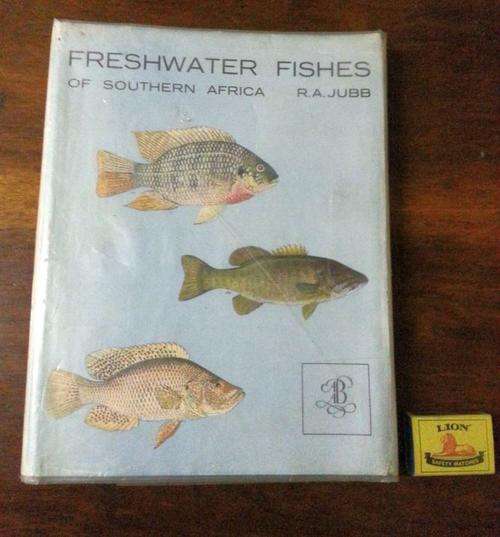 FRESHWATER FISHES
OF SOUTHERN AFRICA R.A.JUBB
LION
SAFETY MATCHES